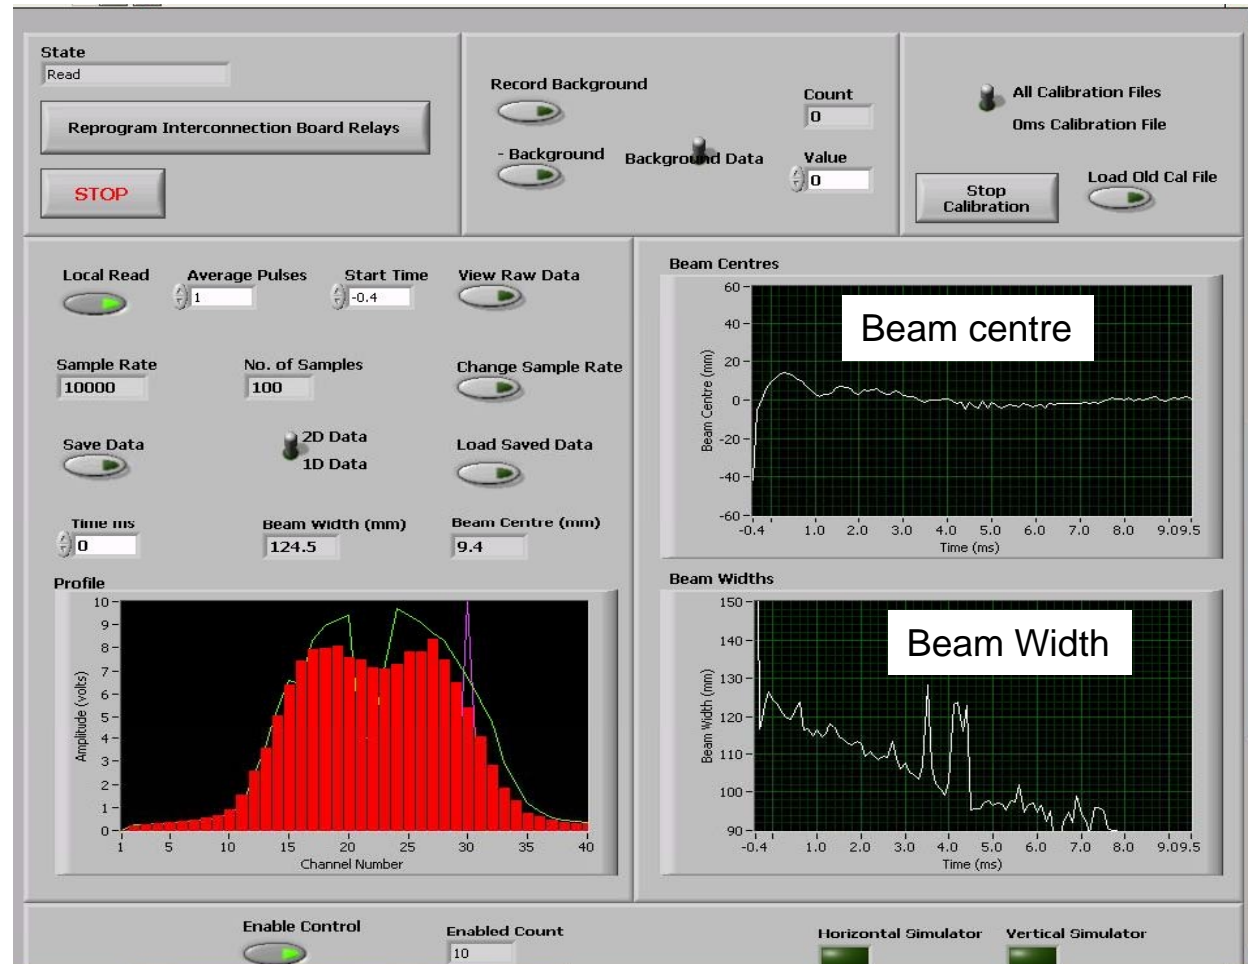 State
Read
Reprogram Interconnection Board Relays
STOP
Record Background
- Background
Background Data
Count
0
Value
0
All Calibration Files
0ms Calibration File
Stop
Calibration
Load Old Cal File
Local Read
Average Pulses
1
Start Time
-0.4
View Raw Data
Sample Rate
10000
No. of Samples
100
Change Sample Rate
Save Data
2D Data
1D Data
Load Saved Data
Time ms
0
Beam Width (mm)
124.5
Beam Centre (mm)
9.4
Profile
10
9
8
7
6
5
4
3
2
1
0
Amplitude (volts)
1 5 10 15 20 25 30 35 40
Channel Number
Beam Centres
Beam centre
60
40
20
0
-20
-40
-60
Beam Centre (mm)
-0.4 1.0 2.0 3.0 4.0 5.0 6.0 7.0 8.0 9.0 9.5
Time (ms)
Beam Widths
Beam Width
150
140
130
120
110
100
90
Beam Width (mm)
-0.4 1.0 2.0 3.0 4.0 5.0 6.0 7.0 8.0 9.0 9.5
Time (ms)
Enable Control
Enabled Count
10
Horizontal Simulator
Vertical Simulator